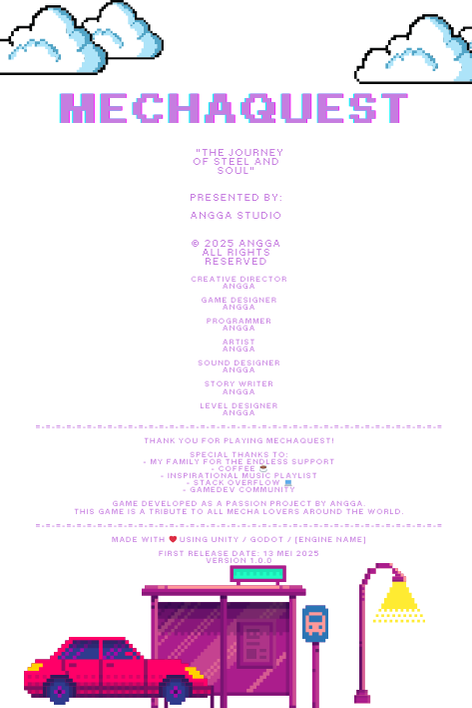 MECHAQUEST
"THE JOURNEY
OF STEEL AND
SOUL"
PRESENTED BY:
ANGGA STUDIO
© 2025 ANGGA
ALL RIGHTS
RESERVED
CREATIVE DIRECTOR
ANGGA
GAME DESIGNER
ANGGA
PROGRAMMER
ANGGA
ARTIST
ANGGA
SOUND DESIGNER
ANGGA
STORY WRITER
ANGGA
LEVEL DESIGNER
ANGGA
=-=-=-=-=-=-=-=-=-=-=-=-=-=-=-=-=-=-=-=-=-=-=-=-=-=-=-=-=
THANK YOU FOR PLAYING MECHAQUEST!
SPECIAL THANKS TO:
- MY FAMILY FOR THE ENDLESS SUPPORT
- COFFEE ☕
- INSPIRATIONAL MUSIC PLAYLIST
- STACK OVERFLOW 💻
- GAMEDEV COMMUNITY
GAME DEVELOPED AS A PASSION PROJECT BY ANGGA.
THIS GAME IS A TRIBUTE TO ALL MECHA LOVERS AROUND THE WORLD.
=-=-=-=-=-=-=-=-=-=-=-=-=-=-=-=-=-=-=-=-=-=-=-=-=-=-=-=-=
MADE WITH ❤️ USING UNITY / GODOT / [ENGINE NAME]
FIRST RELEASE DATE: 13 MEI 2025
VERSION 1.0.0